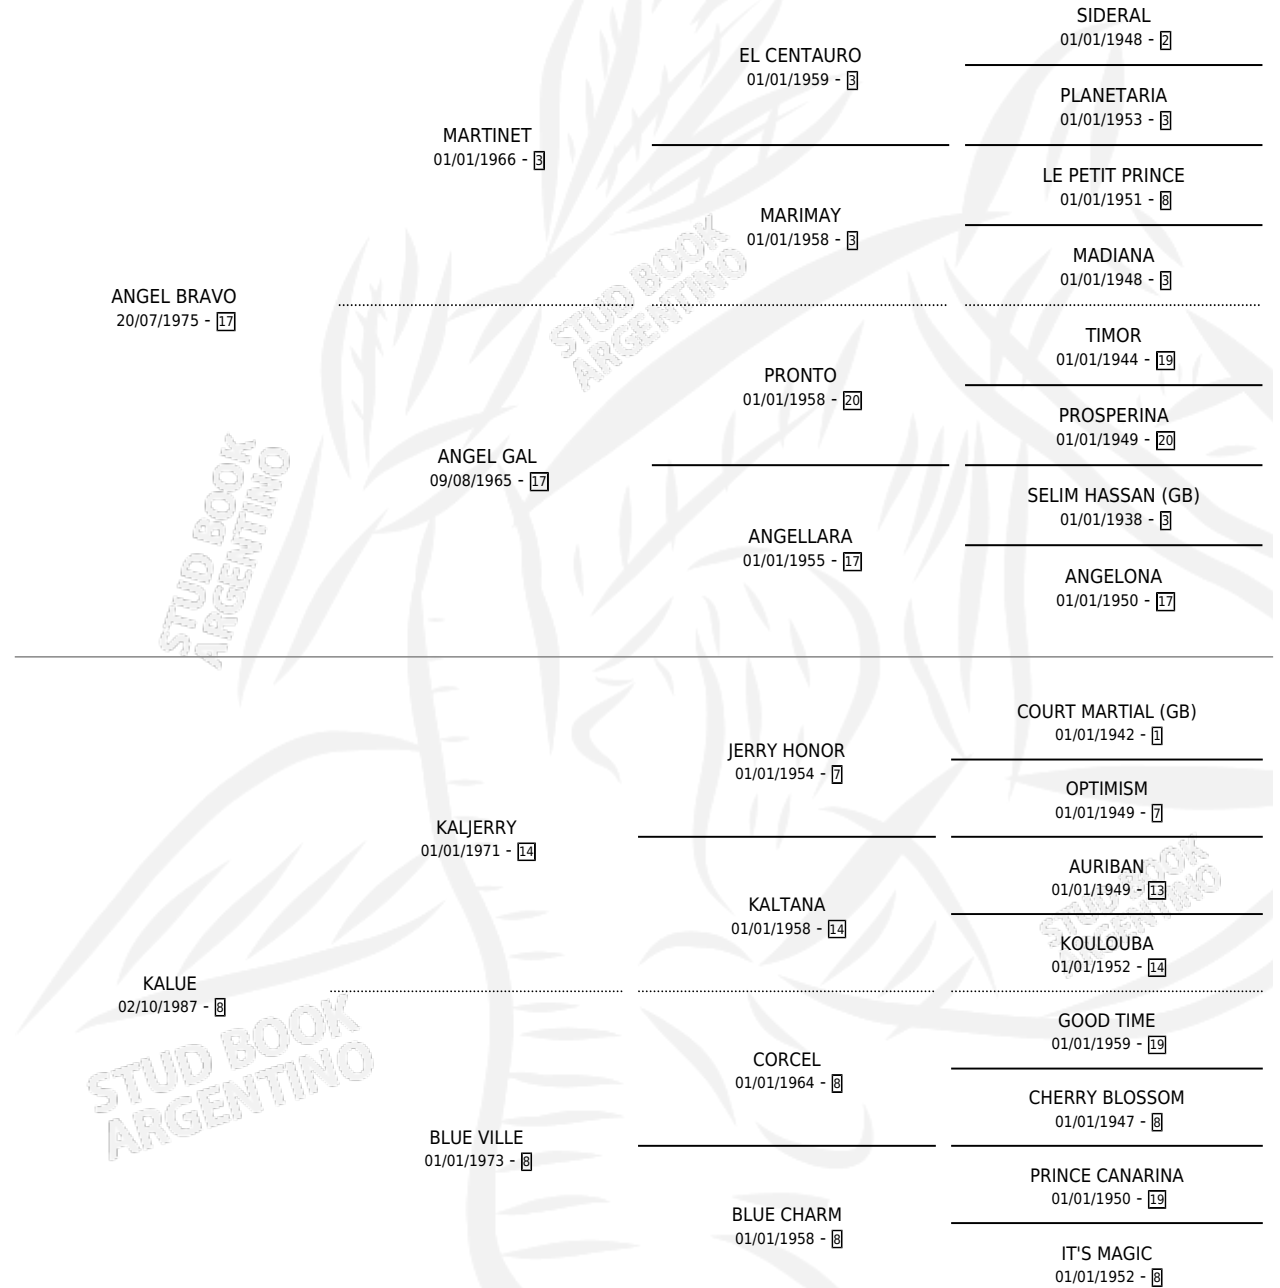 SIDERAL
01/01/1948 - 2
EL CENTAURO
01/01/1959 - 3
PLANETARIA
01/01/1953 - 3
MARTINET
01/01/1966 - 3
LE PETIT PRINCE
01/01/1951 - 8
MARIMAY
01/01/1958 - 3
MADIANA
01/01/1948 - 3
ANGEL BRAVO
20/07/1975 - 17
TIMOR
01/01/1944 - 19
PRONTO
01/01/1958 - 20
PROSPERINA
01/01/1949 - 20
ANGEL GAL
09/08/1965 - 17
SELIM HASSAN (GB)
01/01/1938 - 3
ANGELLARA
01/01/1955 - 17
ANGELONA
01/01/1950 - 17
STUD BOOK
ARGENTINO
STUD BOOK
ARGENTINO
COURT MARTIAL (GB)
01/01/1942 - 1
JERRY HONOR
01/01/1954 - 7
OPTIMISM
01/01/1949 - 7
KALJERRY
01/01/1971 - 14
AURIBAN
01/01/1949 - 13
KALTANA
01/01/1958 - 14
KOULOUBA
01/01/1952 - 14
KALUE
02/10/1987 - 8
GOOD TIME
01/01/1959 - 19
CORCEL
01/01/1964 - 8
CHERRY BLOSSOM
01/01/1947 - 8
BLUE VILLE
01/01/1973 - 8
PRINCE CANARINA
01/01/1950 - 19
BLUE CHARM
01/01/1958 - 8
IT'S MAGIC
01/01/1952 - 8
STUD BOOK
ARGENTINO
STUD BOOK
ARGENTINO